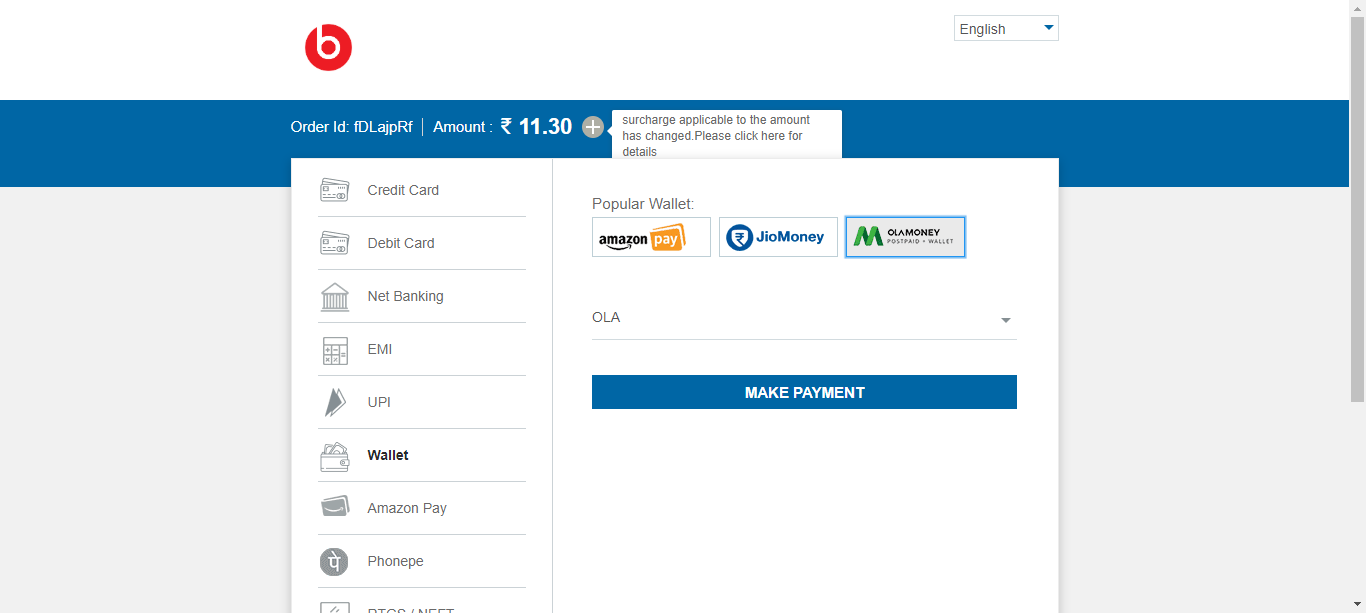 b
English
Order Id: fDLajpRf | Amount : ₹ 11.30
surcharge applicable to the amount
has changed.Please click here for
details
Credit Card
Debit Card
Net Banking
EMI
UPI
Wallet
Amazon Pay
पे
Phonepe
RTGS / NEFT
Popular Wallet:
amazon pay
₹ JioMoney
OLAMONEY
POSTPAID + WALLET
OLA
MAKE PAYMENT